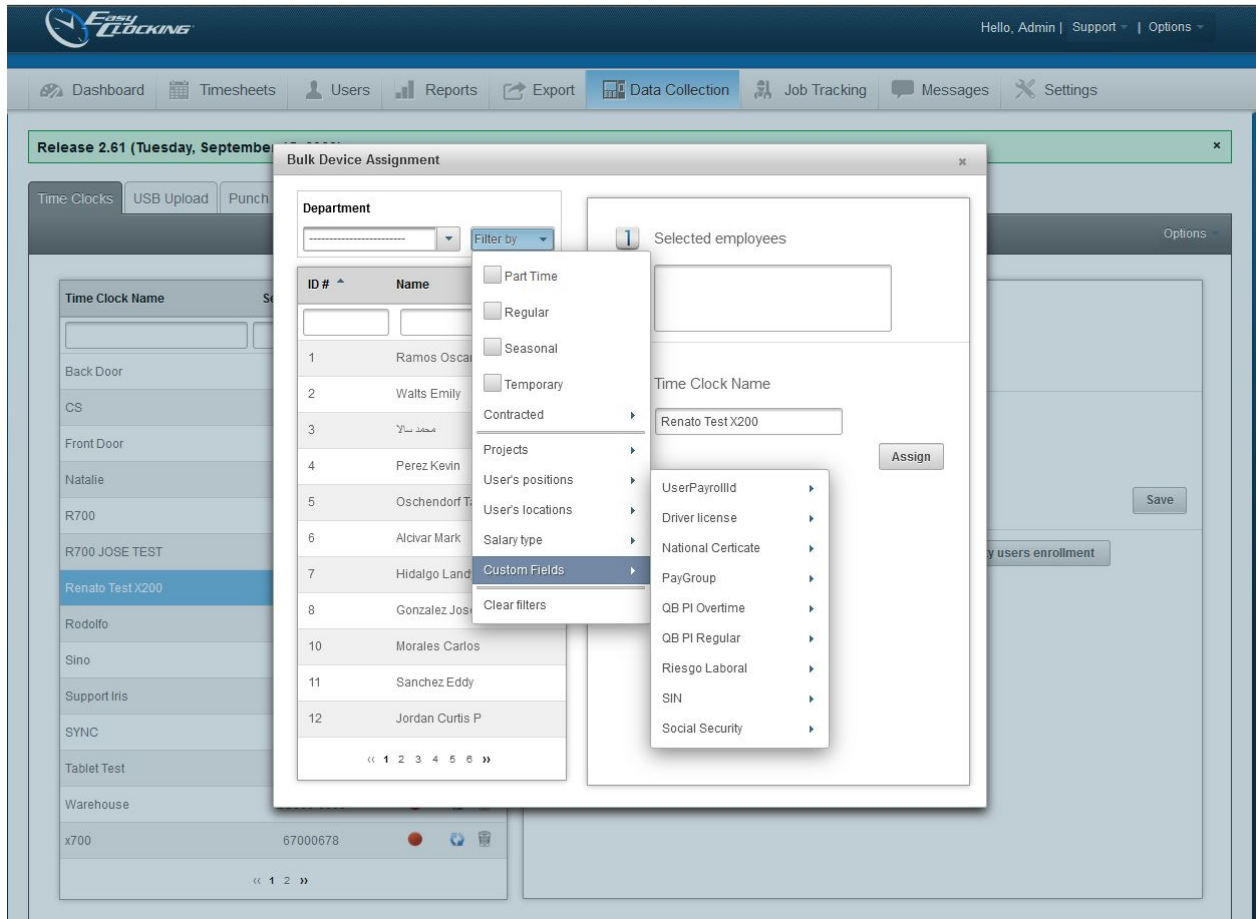 Easy Clocking
Hello, Admin | Support | Options
Dashboard Timesheets Users Reports Export Data Collection Job Tracking Messages Settings
Release 2.61 (Tuesday, September
×
Bulk Device Assignment
×
Time Clocks USB Upload Punch
Options
Department
------------------------ Filter by
1 Selected employees
ID # Name
Part Time
Regular
Seasonal
Temporary
Contracted
Projects
User's positions
User's locations
Salary type
Custom Fields
Clear filters
1 Ramos Oscar
2 Walts Emily
3 محمد سالا
4 Perez Kevin
5 Oschendorf Ta
6 Alcivar Mark
7 Hidalgo Land
8 Gonzalez Jos
10 Morales Carlos
11 Sanchez Eddy
12 Jordan Curtis P
‹‹ 1 2 3 4 5 6 ››
Time Clock Name
Renato Test X200
Assign
UserPayrollId
Driver license
National Certicate
PayGroup
QB PI Overtime
QB PI Regular
Riesgo Laboral
SIN
Social Security
Time Clock Name Se
Back Door
CS
Front Door
Natalie
R700
R700 JOSE TEST
Renato Test X200
Rodolfo
Sino
Support Iris
SYNC
Tablet Test
Warehouse
x700 67000678
‹‹ 1 2 ››
Save
y users enrollment